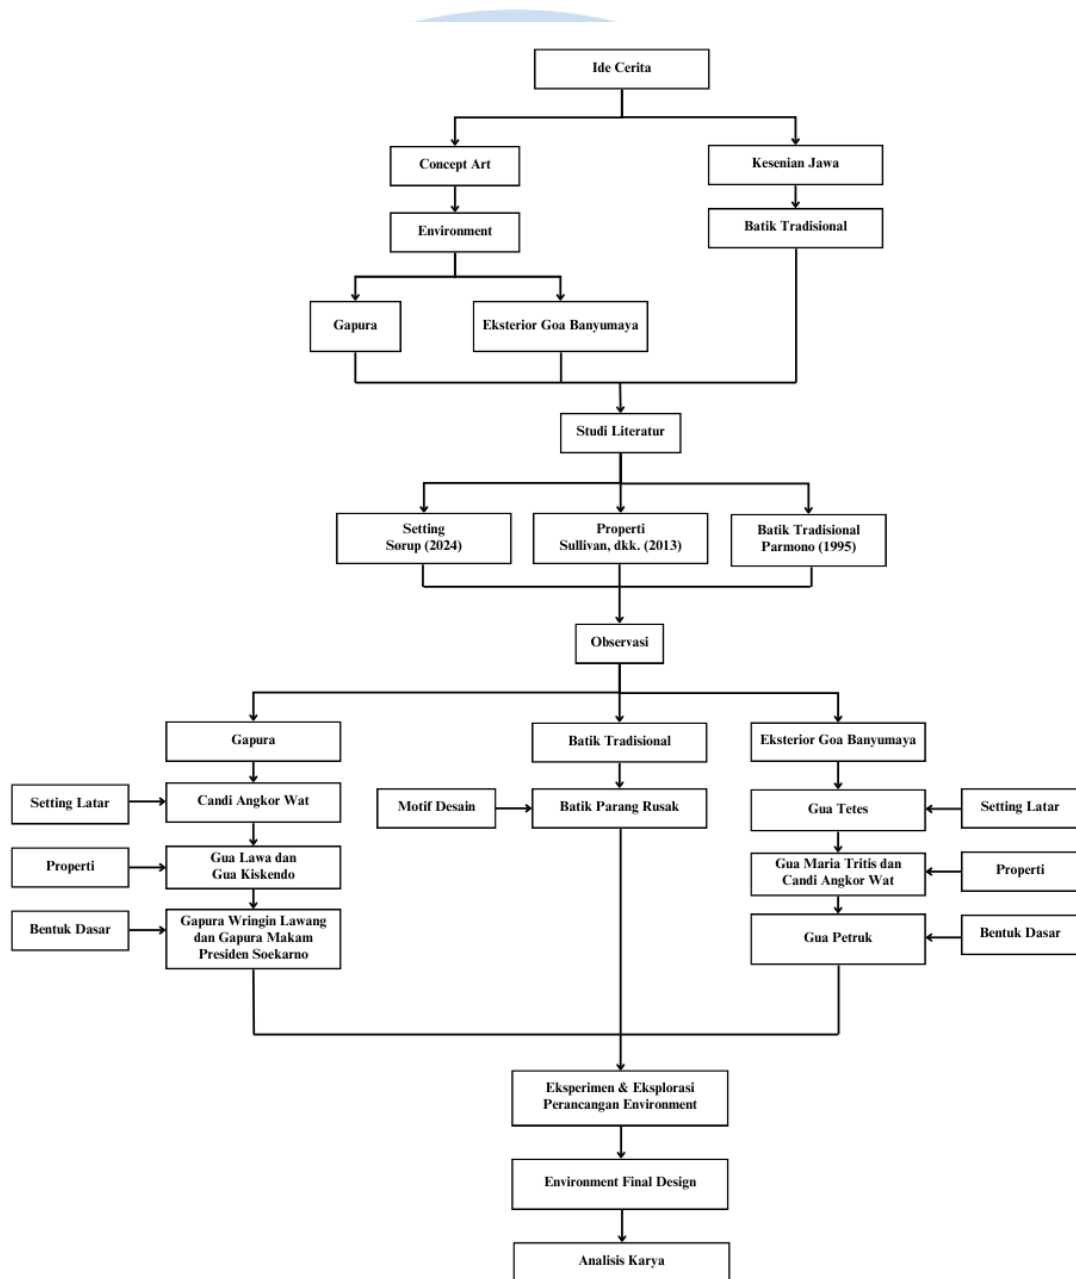 Ide Cerita
Concept Art
Kesenian Jawa
Environment
Batik Tradisional
Gapura
Eksterior Goa Banyumaya
Studi Literatur
Setting
Sørup (2024)
Properti
Sullivan, dkk. (2013)
Batik Tradisional
Parmono (1995)
Observasi
Gapura
Batik Tradisional
Eksterior Goa Banyumaya
Setting Latar
Candi Angkor Wat
Motif Desain
Batik Parang Rusak
Gua Tetes
Setting Latar
Properti
Gua Lawa dan
Gua Kiskendo
Gua Maria Tritis dan
Candi Angkor Wat
Properti
Bentuk Dasar
Gapura Wringin Lawang
dan Gapura Makam
Presiden Soekarno
Gua Petruk
Bentuk Dasar
Eksperimen & Eksplorasi
Perancangan Environment
Environment Final Design
Analisis Karya